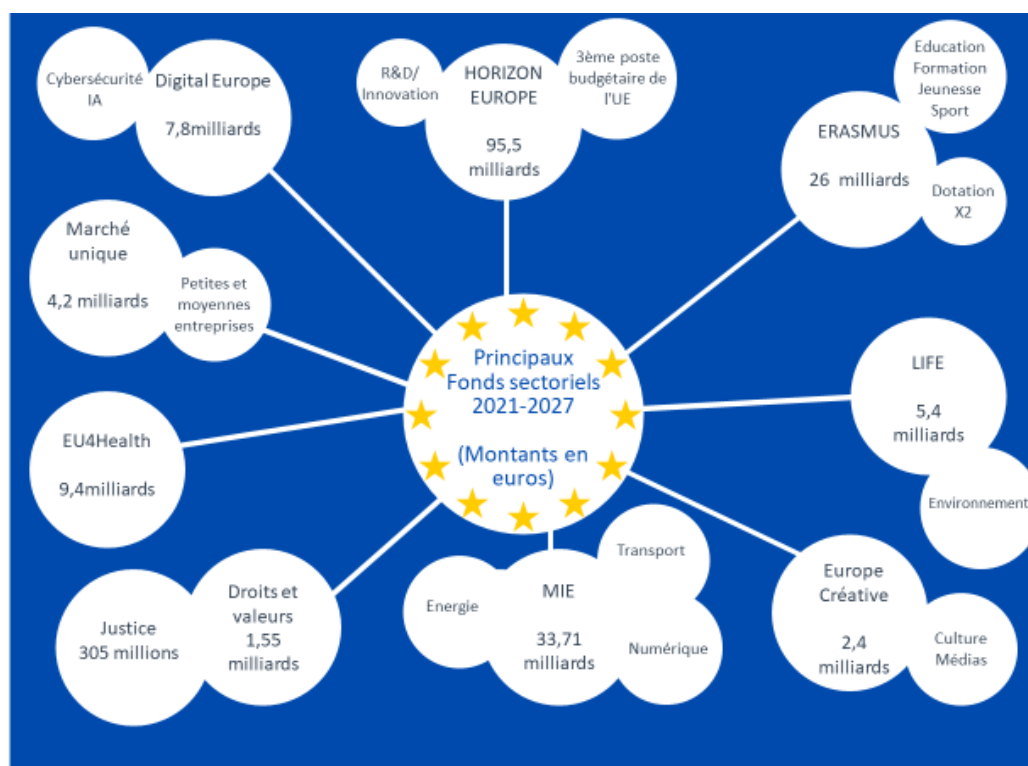 Cybersécurité
IA
Digital Europe
7,8milliards
R&D/
Innovation
HORIZON
EUROPE
95,5
milliards
3ème poste
budgétaire de
l'UE
Education
Formation
Jeunesse
Sport
ERASMUS
26 milliards
Dotation
X2
Marché
unique
4,2 milliards
Petites et
moyennes
entreprises
Principaux
Fonds sectoriels
2021-2027
(Montants en
euros)
LIFE
5,4
milliards
Environnement
EU4Health
9,4milliards
Justice
305 millions
Droits et
valeurs
1,55
milliards
Energie
MIE
33,71
milliards
Transport
Numérique
Europe
Créative
2,4
milliards
Culture
Médias